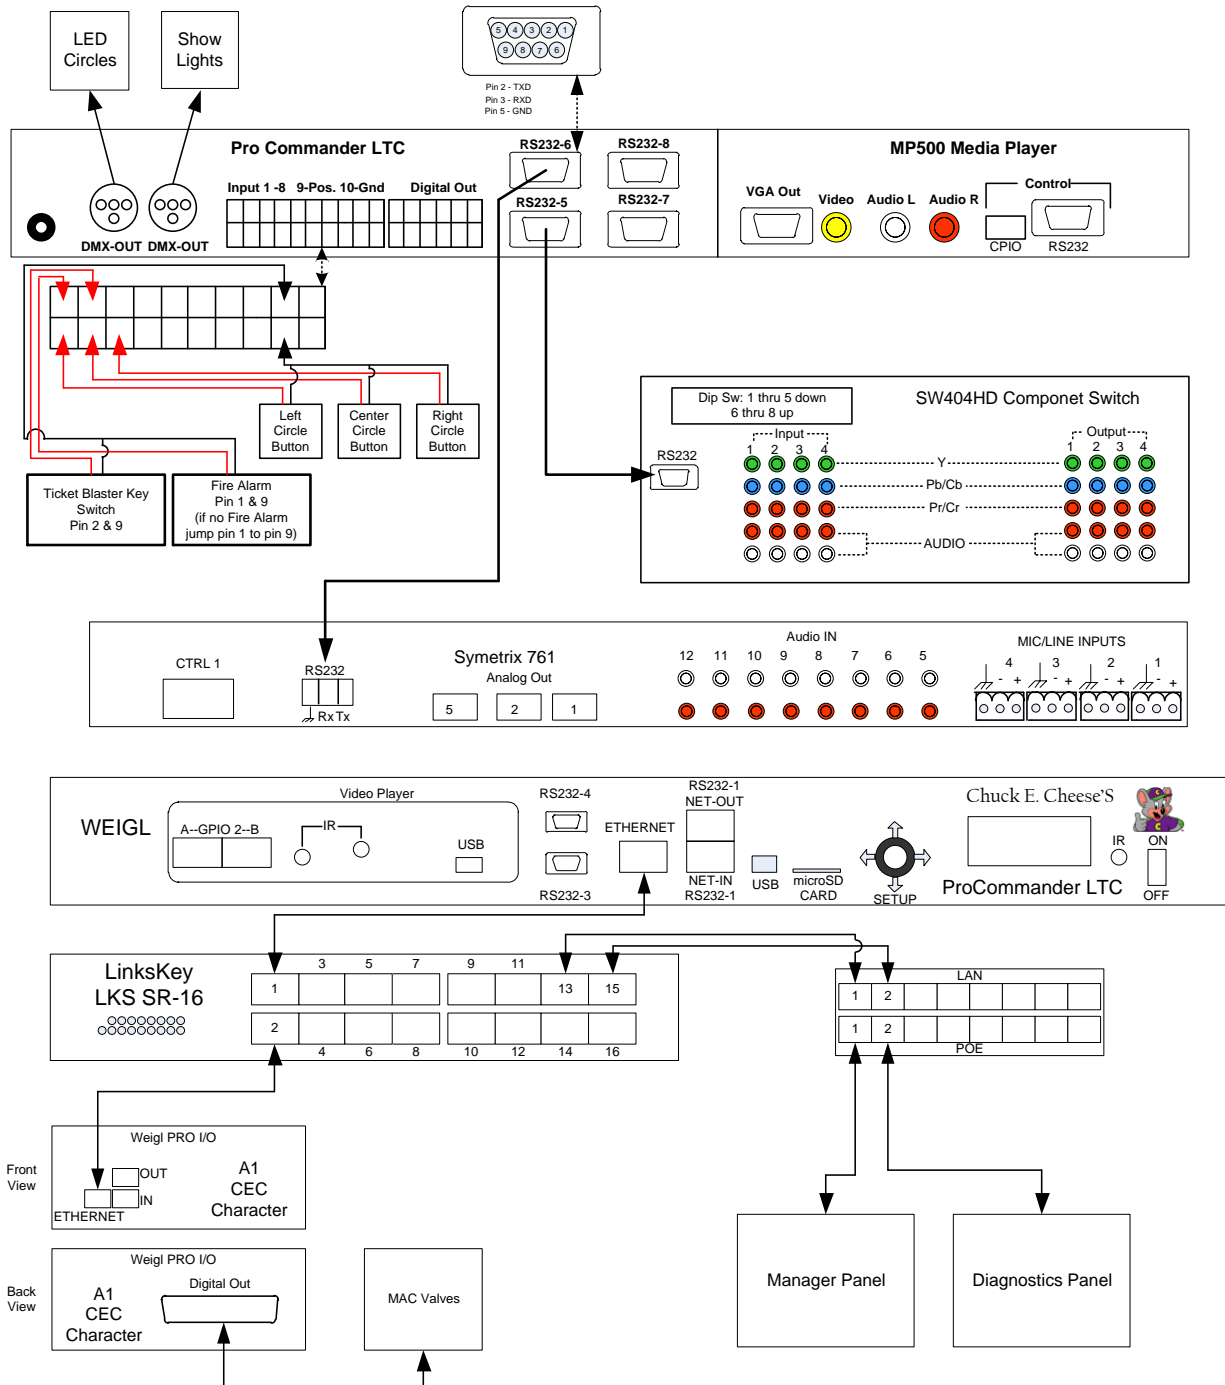 LED
Circles
Show
Lights
5 4 3 2 1
9 8 7 6
Pin 2 - TXD
Pin 3 - RXD
Pin 5 - GND
Pro Commander LTC
RS232-6
RS232-8
MP500 Media Player
Input 1 -8 9-Pos. 10-Gnd
Digital Out
RS232-5
RS232-7
VGA Out
Video
Audio L
Audio R
Control
CPIO
RS232
DMX-OUT
DMX-OUT
Left
Circle
Button
Center
Circle
Button
Right
Circle
Button
Ticket Blaster Key
Switch
Pin 2 & 9
Fire Alarm
Pin 1 & 9
(if no Fire Alarm
jump pin 1 to pin 9)
Dip Sw: 1 thru 5 down
6 thru 8 up
SW404HD Componet Switch
RS232
Input
1 2 3 4
Output
1 2 3 4
Y
Pb/Cb
Pr/Cr
AUDIO
CTRL 1
RS232
Rx Tx
Symetrix 761
Analog Out
5
2
1
Audio IN
12 11 10 9 8 7 6 5
MIC/LINE INPUTS
4 3 2 1
- + - + - + - +
WEIGL
Video Player
A--GPIO 2--B
IR
USB
RS232-4
RS232-3
ETHERNET
RS232-1
NET-OUT
NET-IN
RS232-1
USB
microSD
CARD
SETUP
Chuck E. Cheese'S
ProCommander LTC
IR
ON
OFF
LinksKey
LKS SR-16
3 5 7 9 11
1 13 15
2
4 6 8 10 12 14 16
LAN
1 2
1 2
POE
Front
View
Weigl PRO I/O
OUT
IN
ETHERNET
A1
CEC
Character
Back
View
Weigl PRO I/O
A1
CEC
Character
Digital Out
MAC Valves
Manager Panel
Diagnostics Panel